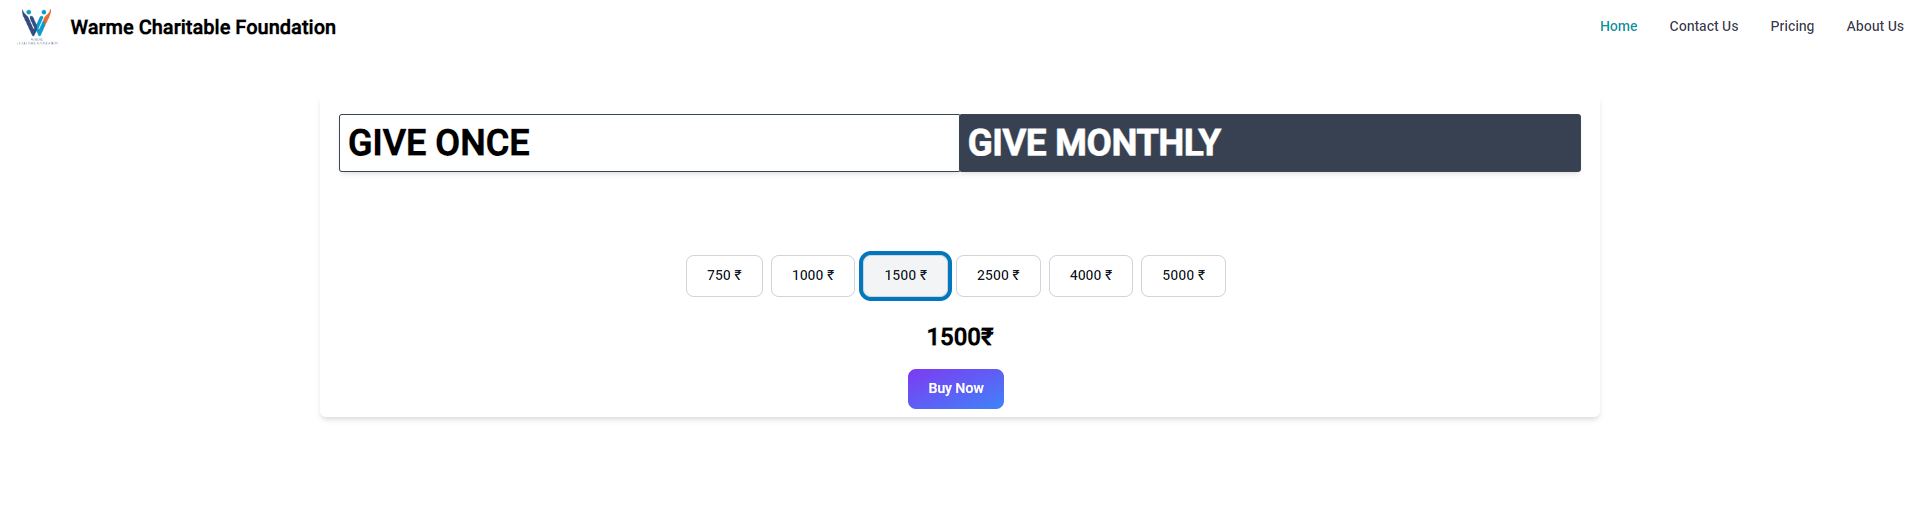 Warme Charitable Foundation
Home Contact Us Pricing About Us
GIVE ONCE GIVE MONTHLY
750 ₹ 1000 ₹ 1500 ₹ 2500 ₹ 4000 ₹ 5000 ₹
1500₹
Buy Now